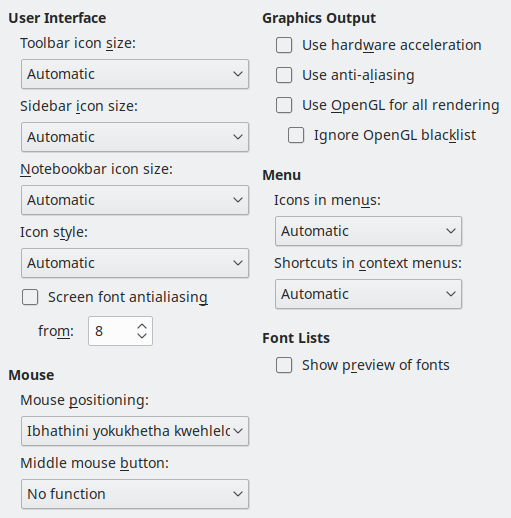 User Interface
Toolbar icon size:
Automatic
Sidebar icon size:
Automatic
Notebookbar icon size:
Automatic
Icon style:
Automatic
Screen font antialiasing
from: 8
Mouse
Mouse positioning:
Ibhathini yokukhetha
Middle mouse button:
No function
Graphics Output
Use hardware acceleration
Use anti-aliasing
Use OpenGL for all rendering
Ignore OpenGL blacklist
Menu
Icons in menus:
Automatic
Shortcuts in context menus:
Automatic
Font Lists
Show preview of fonts